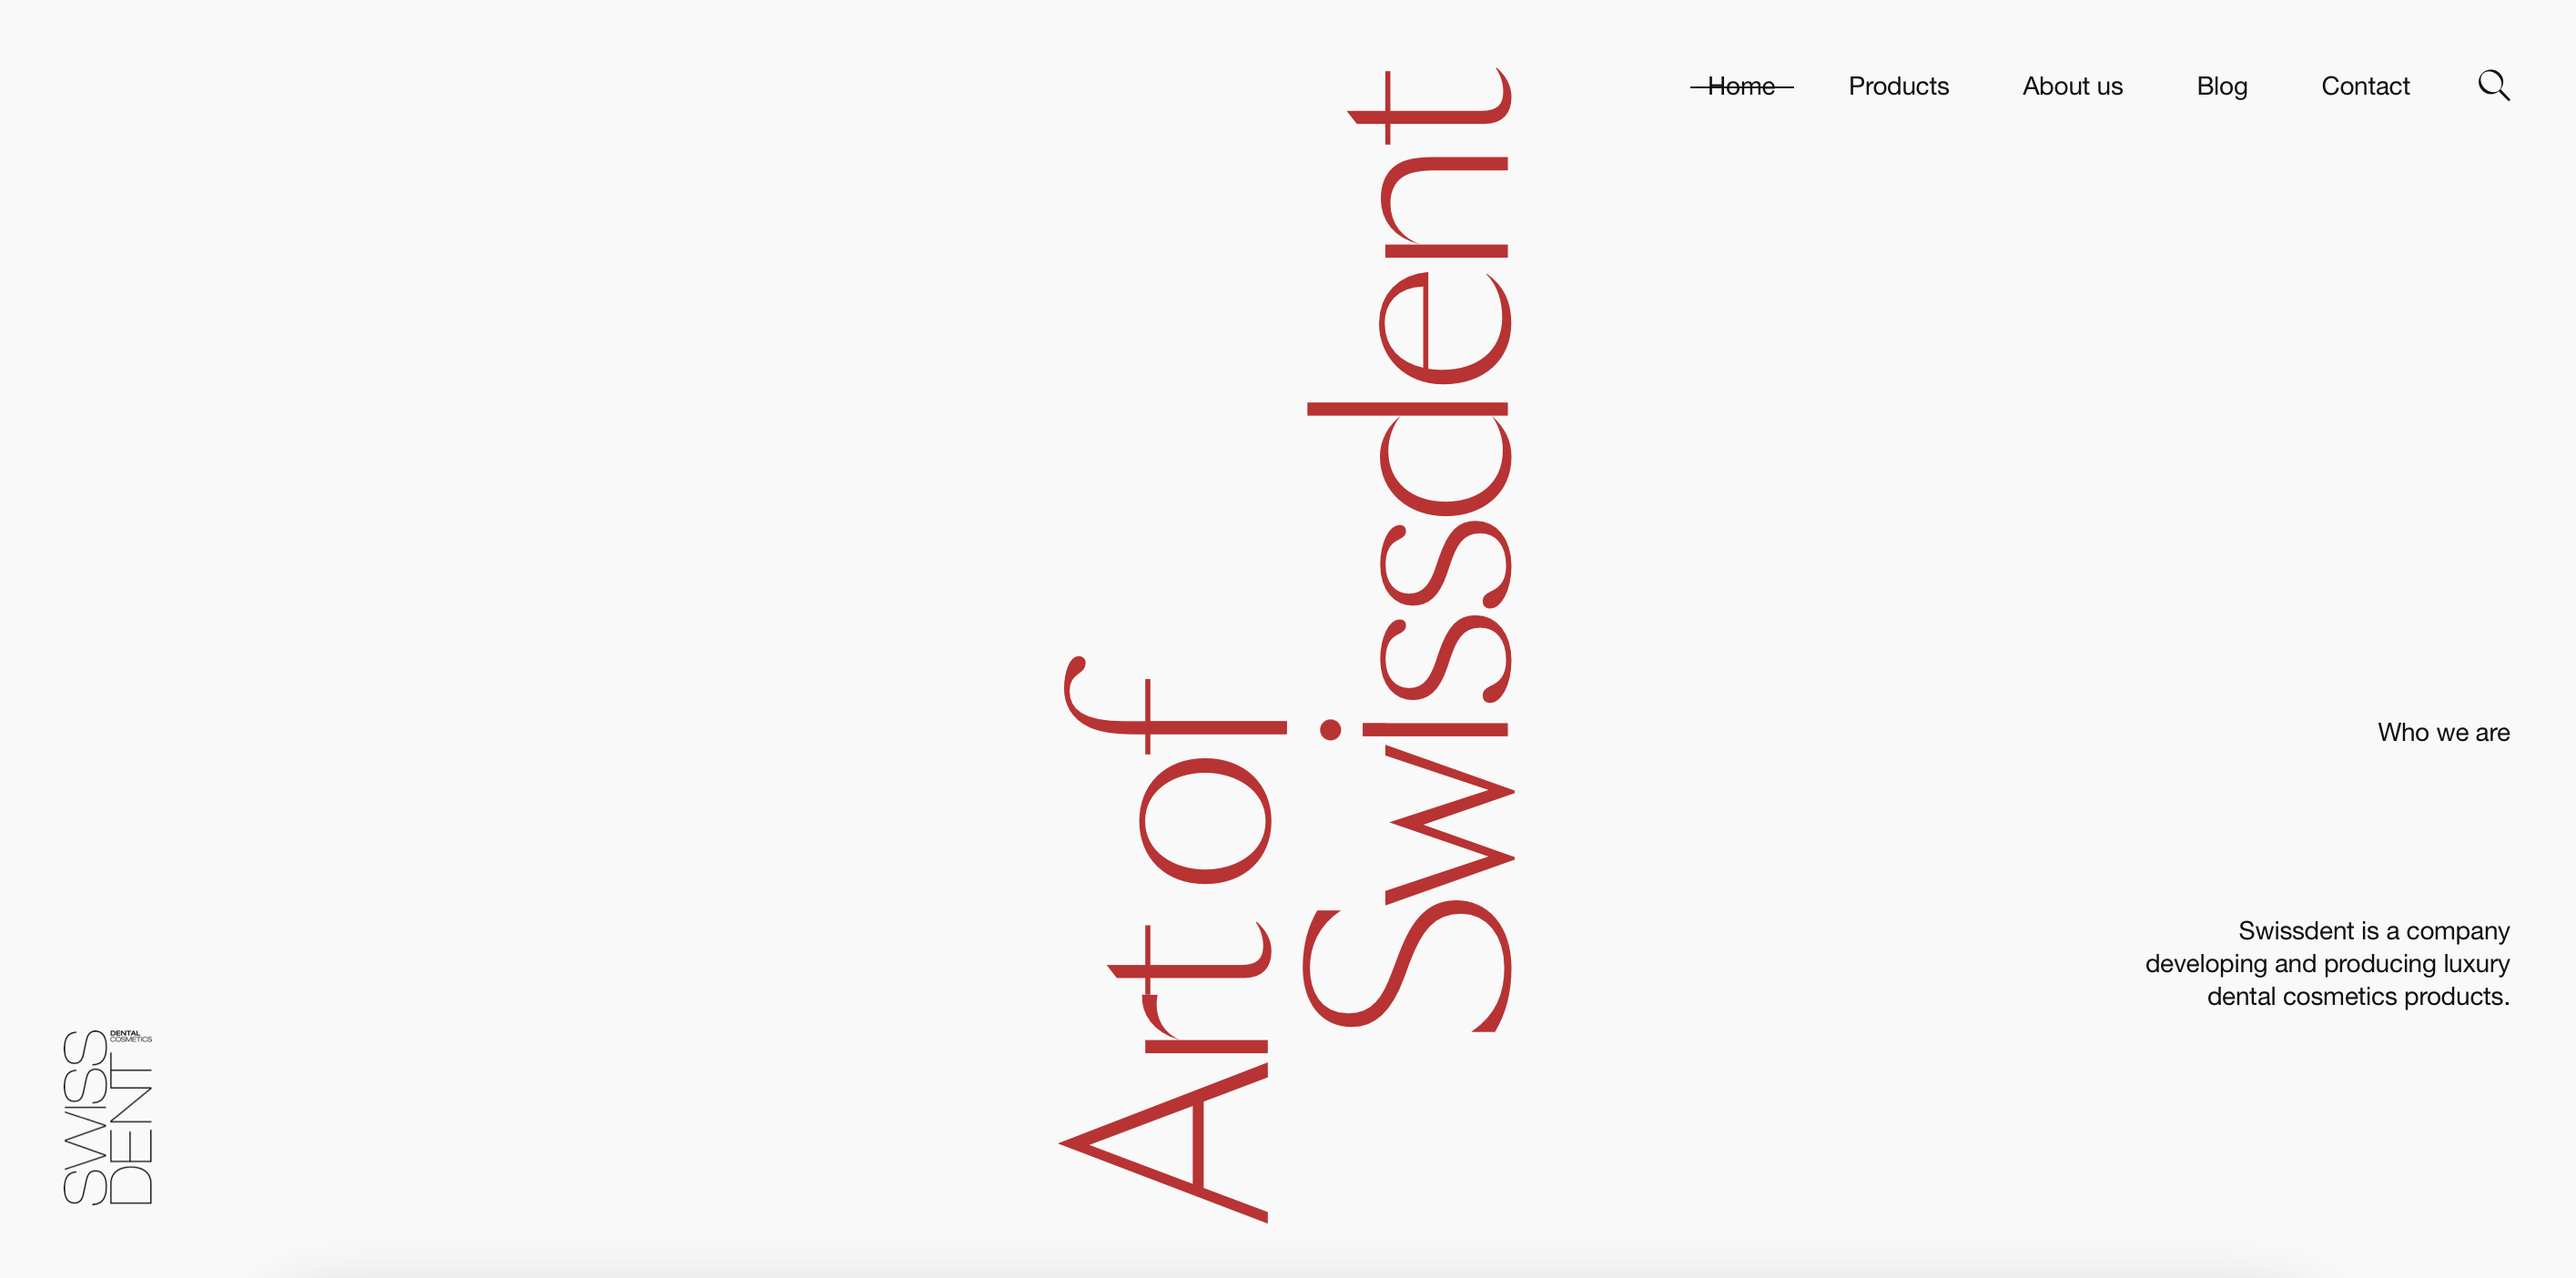 Home
Products
About us
Blog
Contact
Art of
Swissdent
Who we are
Swissdent is a company
developing and producing luxury
dental cosmetics products.
SWISS
DENT
DENTAL
COSMETICS